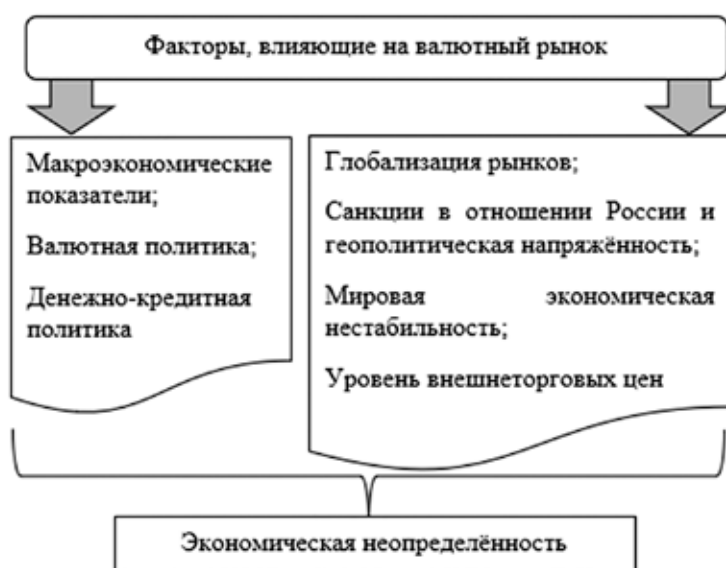 Факторы, влияющие на валютный рынок
Макроэкономические
показатели;
Валютная политика;
Денежно-кредитная
политика
Глобализация рынков;
Санкции в отношении России и
геополитическая напряжённость;
Мировая экономическая
нестабильность;
Уровень внешнеторговых цен
Экономическая неопределённость